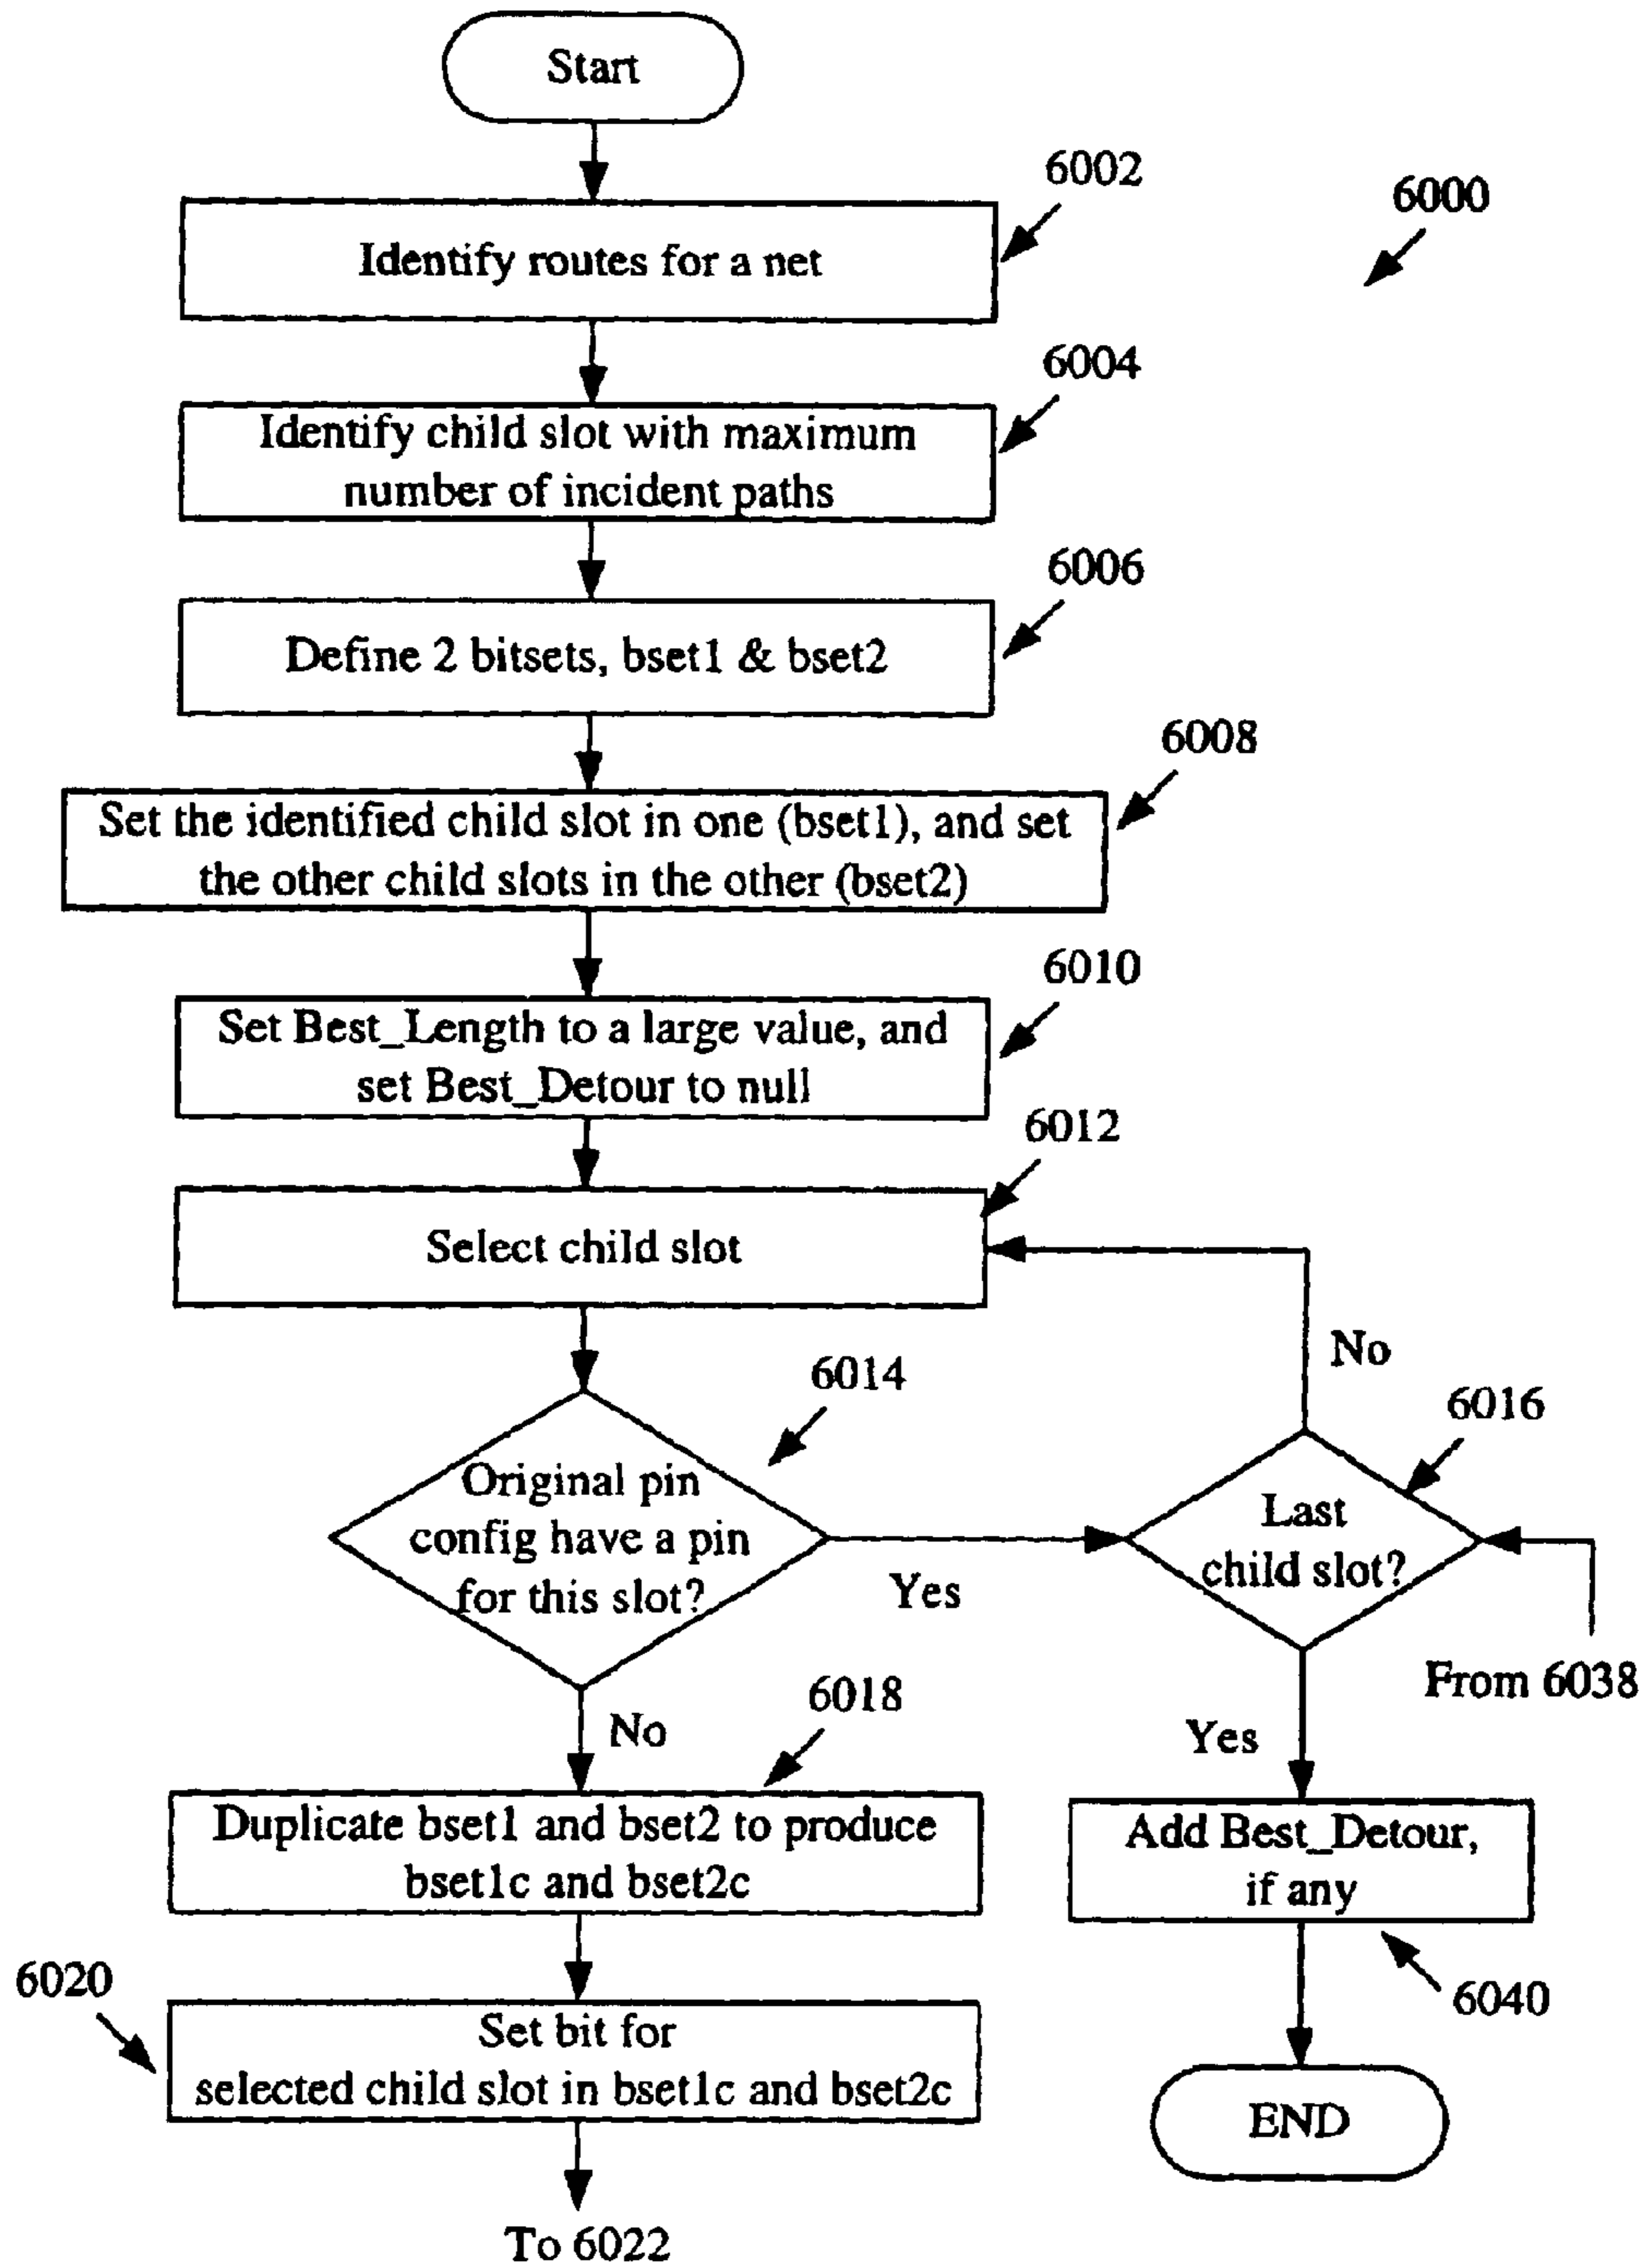 Start
6002
6000
Identify routes for a net
6004
Identify child slot with maximum
number of incident paths
6006
Define 2 bitsets, bset1 & bset2
6008
Set the identified child slot in one (bset1), and set
the other child slots in the other (bset2)
6010
Set Best_Length to a large value, and
set Best_Detour to null
6012
Select child slot
No
6014
6016
Original pin
config have a pin
for this slot?
Last
child slot?
Yes
From 6038
6018
No
Yes
Duplicate bset1 and bset2 to produce
bset1c and bset2c
Add Best_Detour,
if any
6020
6040
Set bit for
selected child slot in bset1c and bset2c
END
To 6022